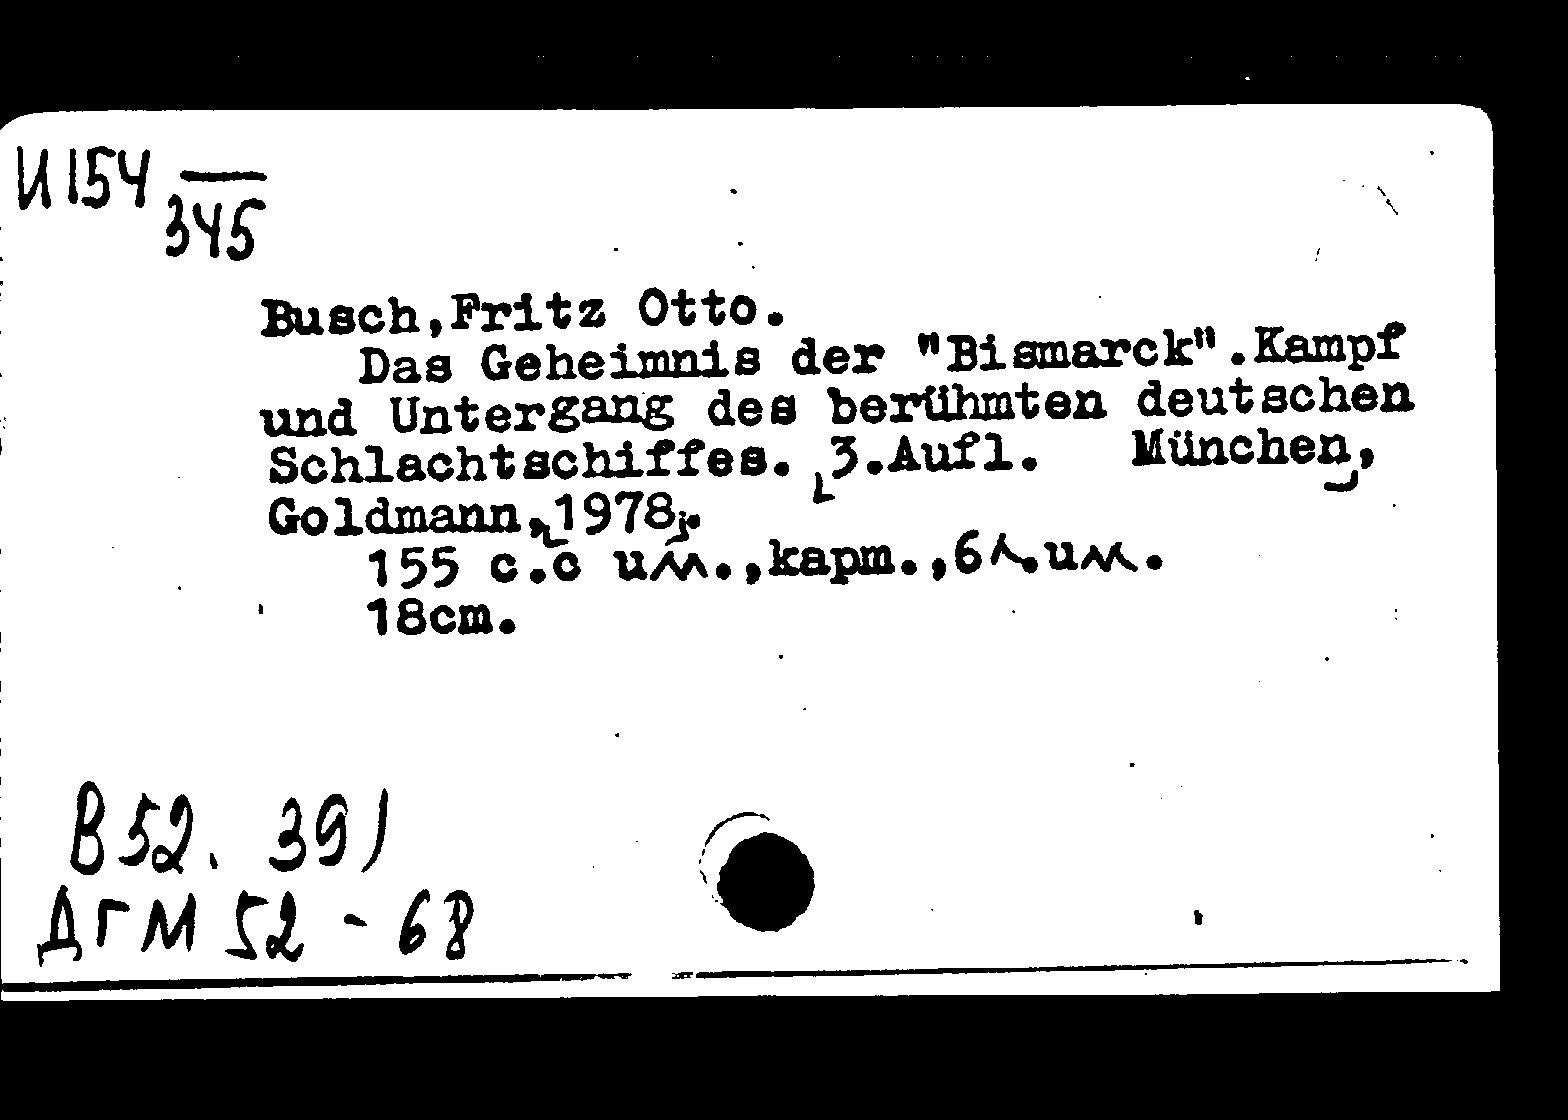 И154 345
Busch,Fritz Otto.
Das Geheimnis der "Bismarck".Kampf
und Untergang des berühmten deutschen
Schlachtschiffes. 3.Aufl. München,
Goldmann, 1978.
155 с.с ил.,карт.,6 л.ил.
18cm.
В52. 391
ДГМ 52-68